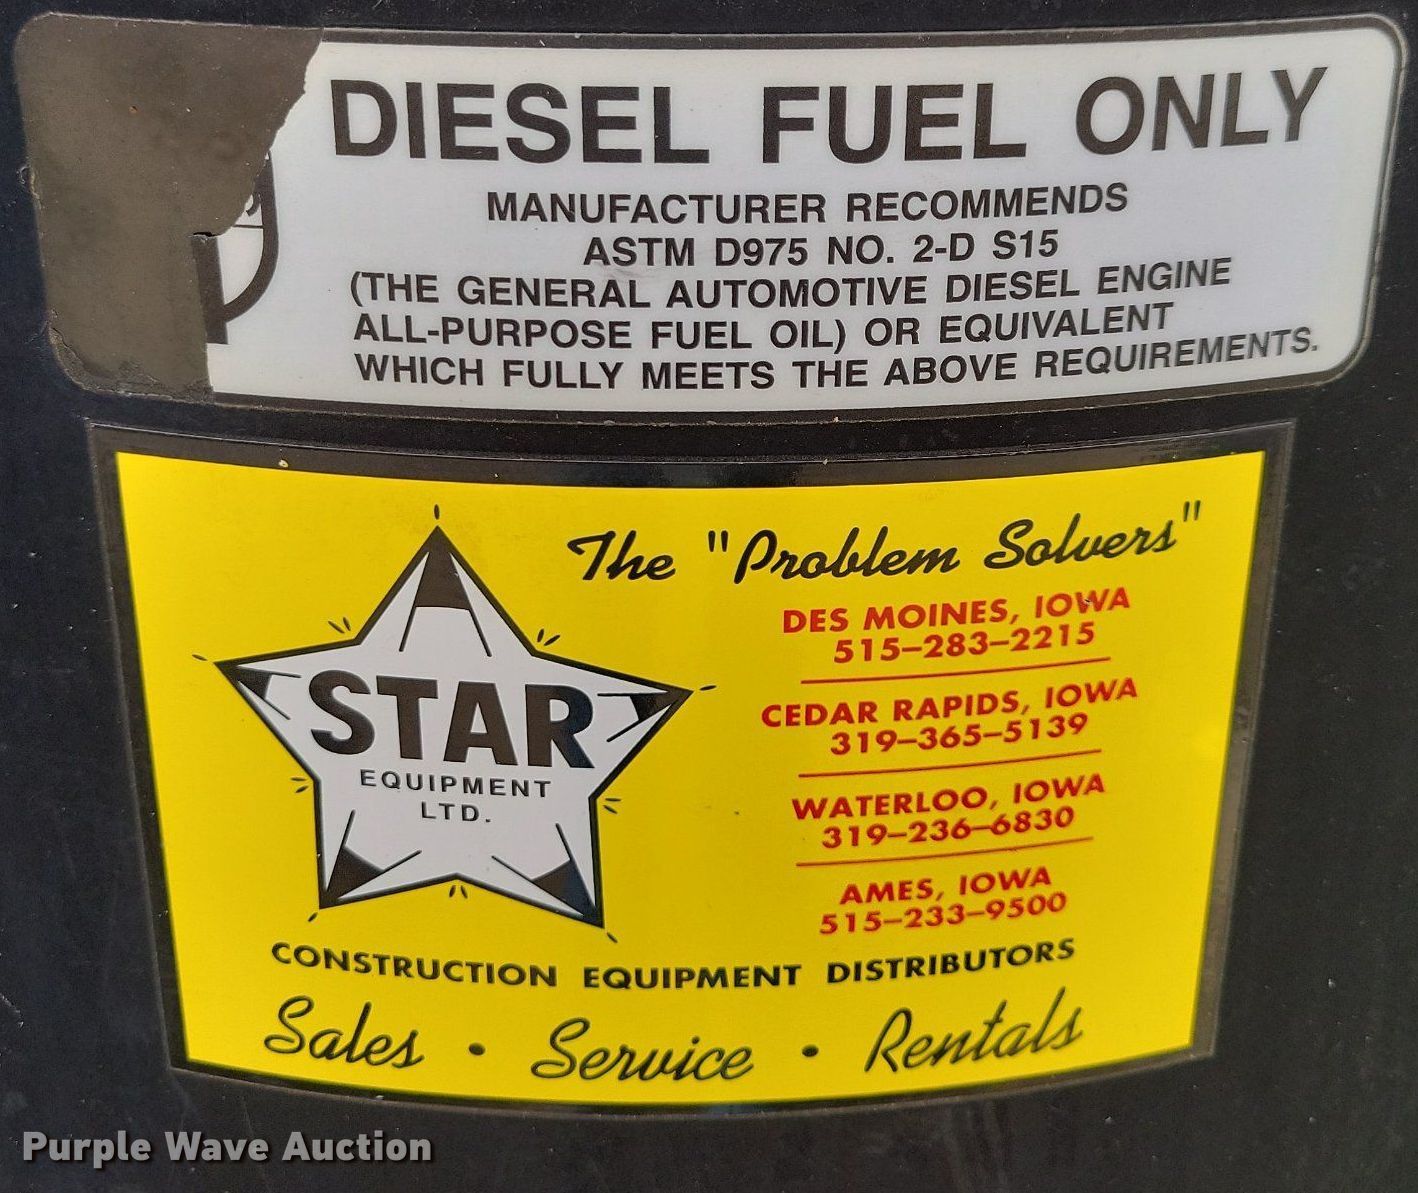 DIESEL FUEL ONLY
MANUFACTURER RECOMMENDS
ASTM D975 NO. 2-D S15
(THE GENERAL AUTOMOTIVE DIESEL ENGINE
ALL-PURPOSE FUEL OIL) OR EQUIVALENT
WHICH FULLY MEETS THE ABOVE REQUIREMENTS.
The "Problem Solvers"
DES MOINES, IOWA
515-283-2215
CEDAR RAPIDS, IOWA
319-365-5139
WATERLOO, IOWA
319-236-6830
AMES, IOWA
515-233-9500
STAR
EQUIPMENT
LTD.
CONSTRUCTION EQUIPMENT DISTRIBUTORS
Sales • Service • Rentals
Purple Wave Auction